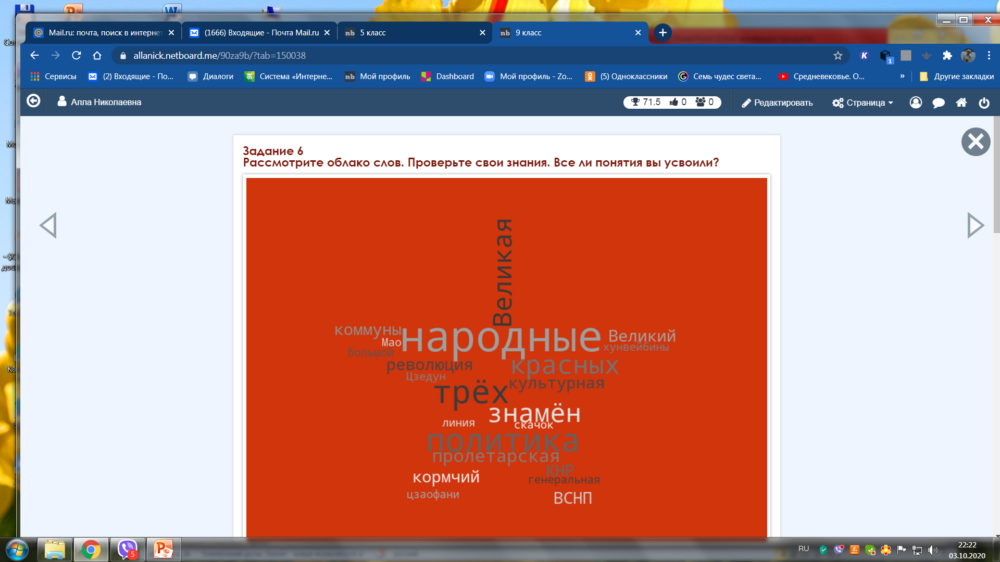 Mail.ru: почта, поиск в интернет
(1666) Входящие - Почта Mail.ru
5 класс
9 класс
allanick.netboard.me/90za9b/?tab=150038
Сервисы
(2) Входящие - По...
Диалоги
Система «Интерне...
Мой профиль
Dashboard
Мой профиль - Zo...
(5) Одноклассники
Семь чудес света...
Средневековье. О...
»
Другие закладки
Алла Николаевна
71.5
0
0
Редактировать
Страница
Задание 6
Рассмотрите облако слов. Проверьте свои знания. Все ли понятия вы усвоили?
Великая
коммуны
народные
Великий
Мао
хунвейбины
большой
революция
красных
Цзедун
трёх
культурная
знамён
линия
скачок
политика
пролетарская
КНР
кормчий
генеральная
цзаофани
ВСНП
RU
22:22
03.10.2020